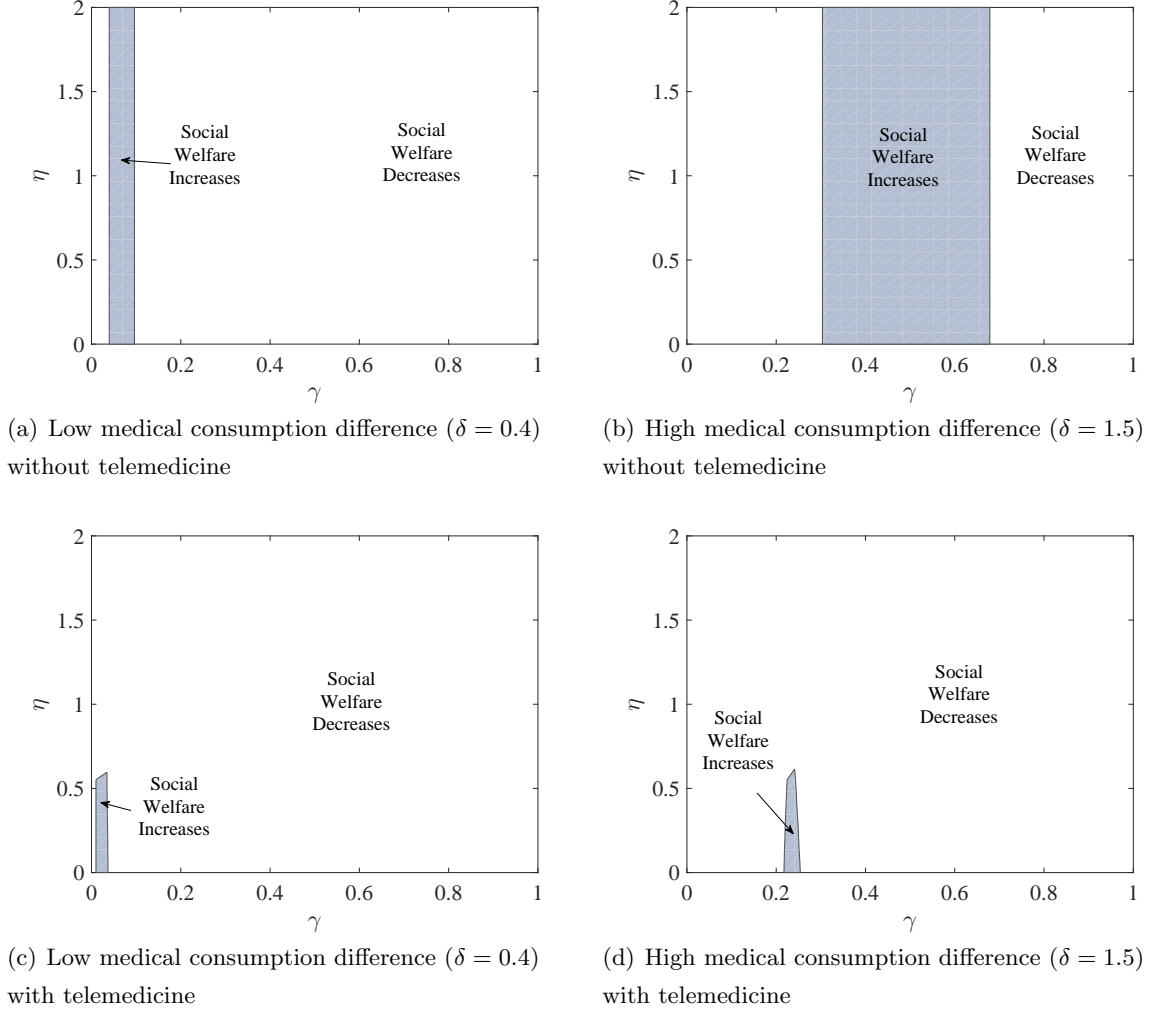 2
1.5
1
0.5
0
η
Social
Welfare
Increases
Social
Welfare
Decreases
0 0.2 0.4 0.6 0.8 1
γ
(a) Low medical consumption difference (δ = 0.4)
without telemedicine
2
1.5
1
0.5
0
η
Social
Welfare
Increases
Social
Welfare
Decreases
0 0.2 0.4 0.6 0.8 1
γ
(b) High medical consumption difference (δ = 1.5)
without telemedicine
2
1.5
1
0.5
0
η
Social
Welfare
Increases
Social
Welfare
Decreases
0 0.2 0.4 0.6 0.8 1
γ
(c) Low medical consumption difference (δ = 0.4)
with telemedicine
2
1.5
1
0.5
0
η
Social
Welfare
Increases
Social
Welfare
Decreases
0 0.2 0.4 0.6 0.8 1
γ
(d) High medical consumption difference (δ = 1.5)
with telemedicine